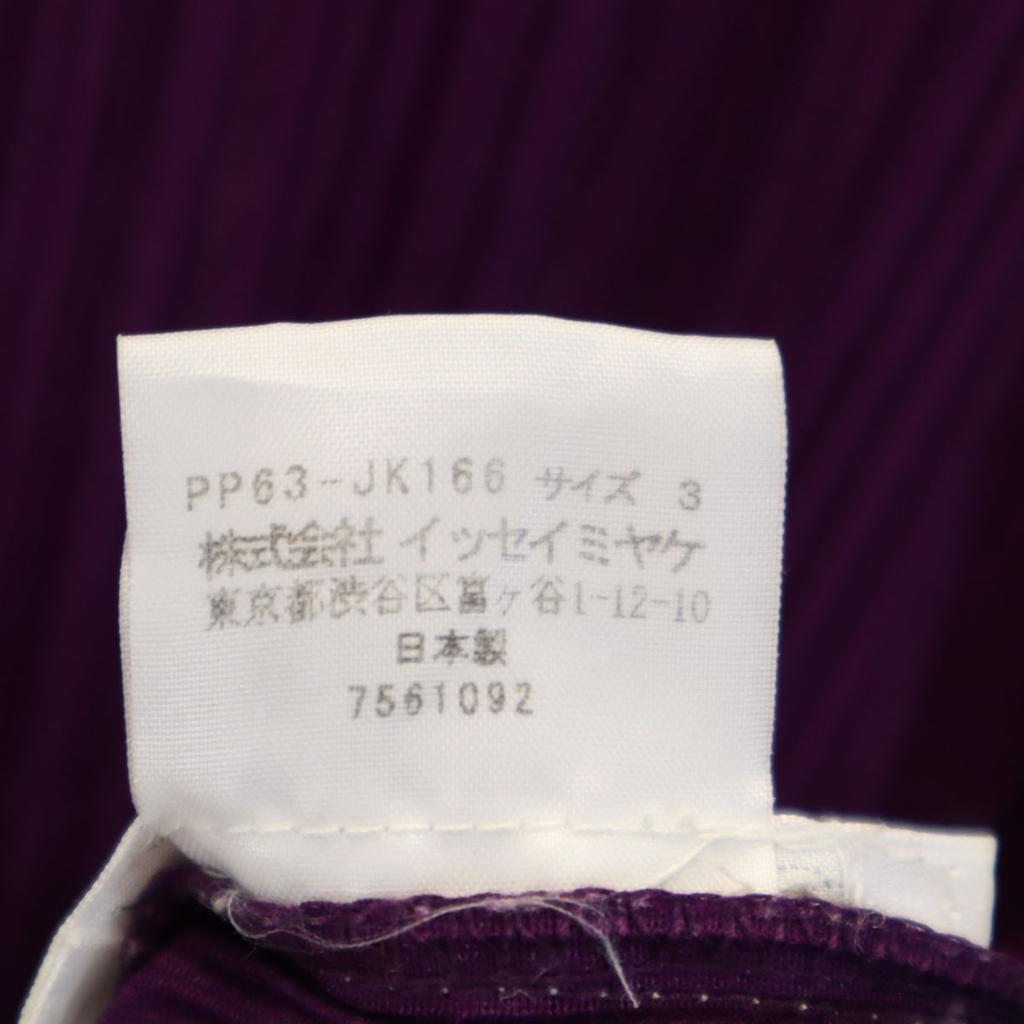 PP63-JK166 サイズ 3
株式会社 イッセイミヤケ
東京都渋谷区富ヶ谷1-12-10
日本製
7561092